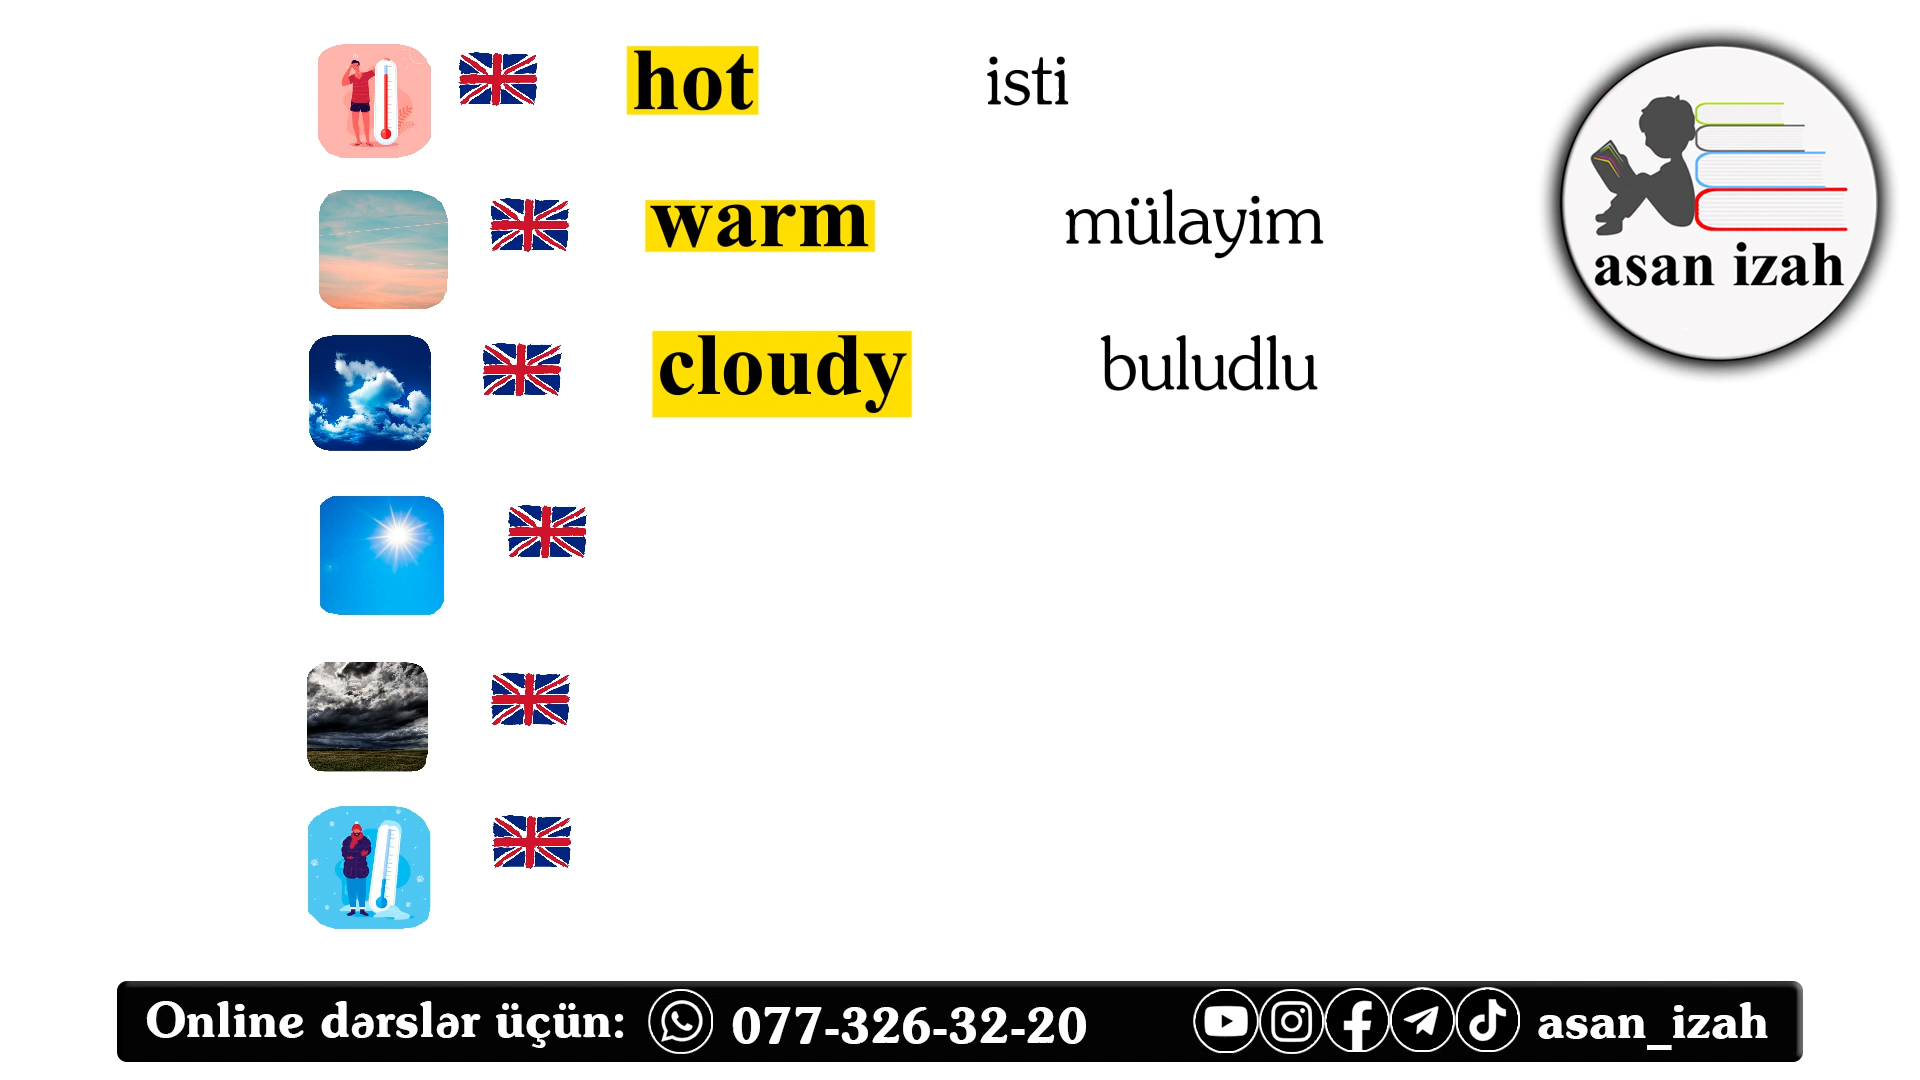 hot isti
warm mülayim
cloudy buludlu
asan izah
Online dərslər üçün: 077-326-32-20 asan_izah